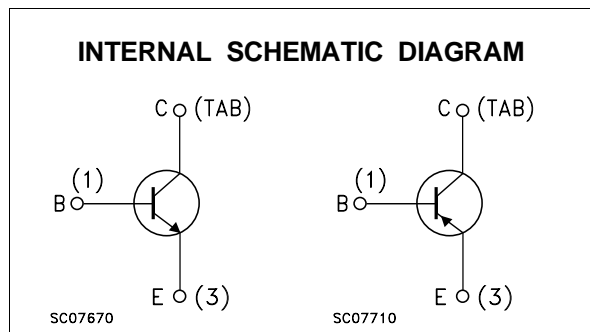 INTERNAL SCHEMATIC DIAGRAM
C (TAB) C (TAB)
(1) (1)
B B
E (3) E (3)
SC07670 SC07710